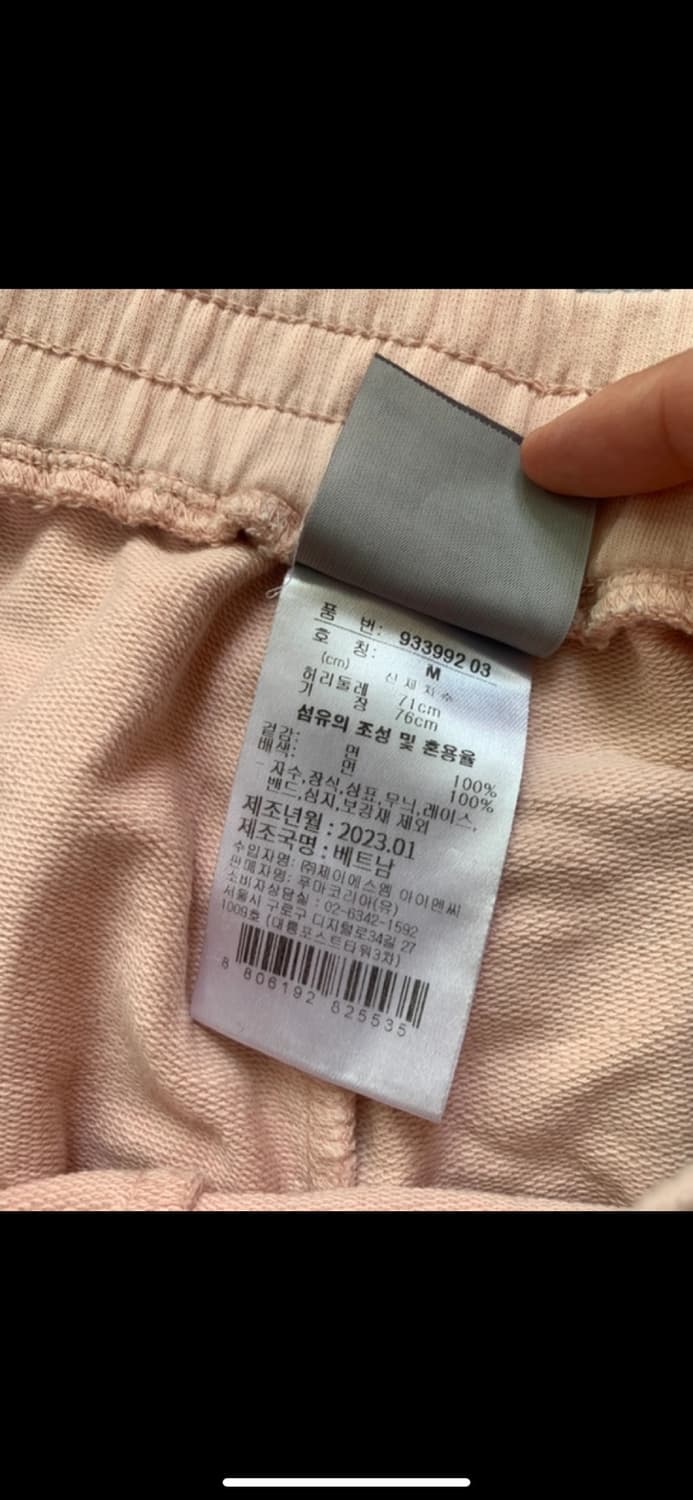 품 번: 933992 03
호 칭: M
(cm) 신체치수
허리둘레 71cm
기 장 76cm
섬유의 조성 및 혼용율
겉감: 면 100%
배색: 면 100%
자수,장식,상표,무늬,레이스,
밴드,심지,보강재 제외
제조년월 : 2023.01
제조국명 : 베트남
수입자명: ㈜제이에스엠 아이앤씨
판매자명: 푸마코리아(유)
소비자상담실 : 02-6342-1592
서울시 구로구 디지털로34길 27
1009호 (대륭포스트타워3차)
8 806192 825535